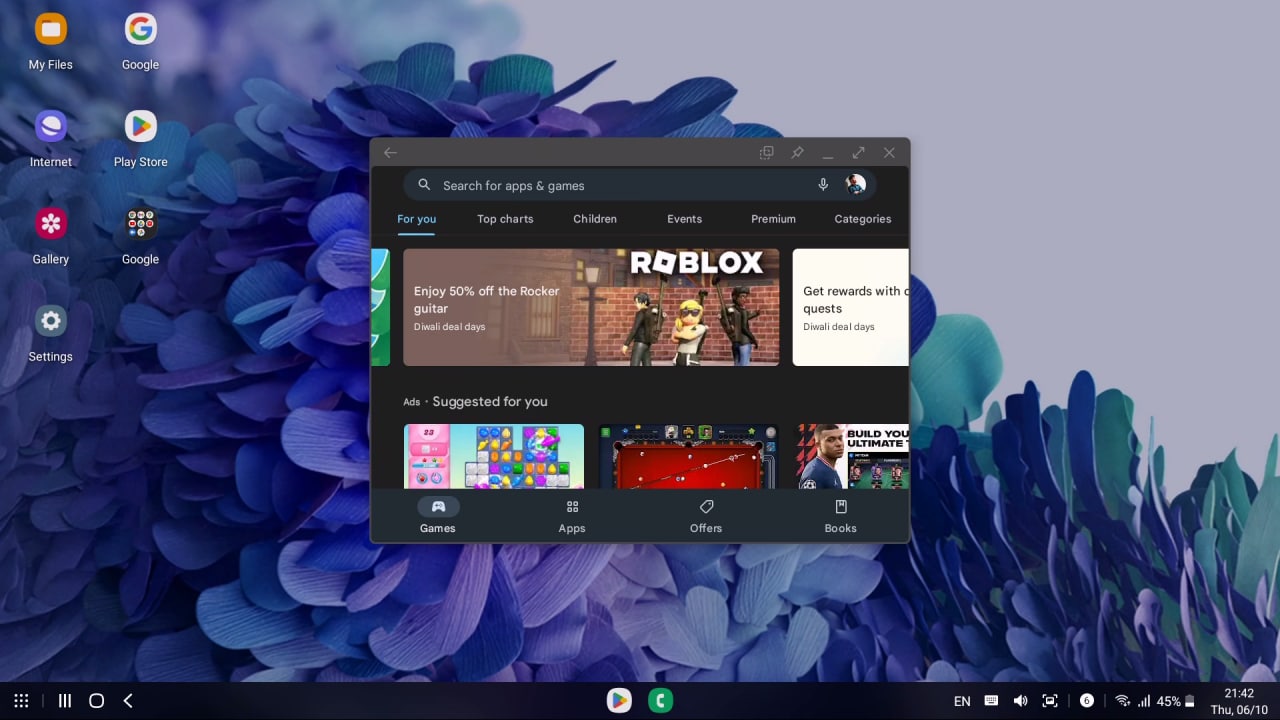 My Files
Google
Internet
Play Store
Gallery
Google
Settings
Search for apps & games
For you
Top charts
Children
Events
Premium
Categories
Enjoy 50% off the Rocker
guitar
Diwali deal days
ROBLOX
Get rewards with
quests
Diwali deal days
Ads • Suggested for you
23
BUILD YOU
ULTIMATE T
Games
Apps
Offers
Books
EN
6
45%
21:42
Thu, 06/10